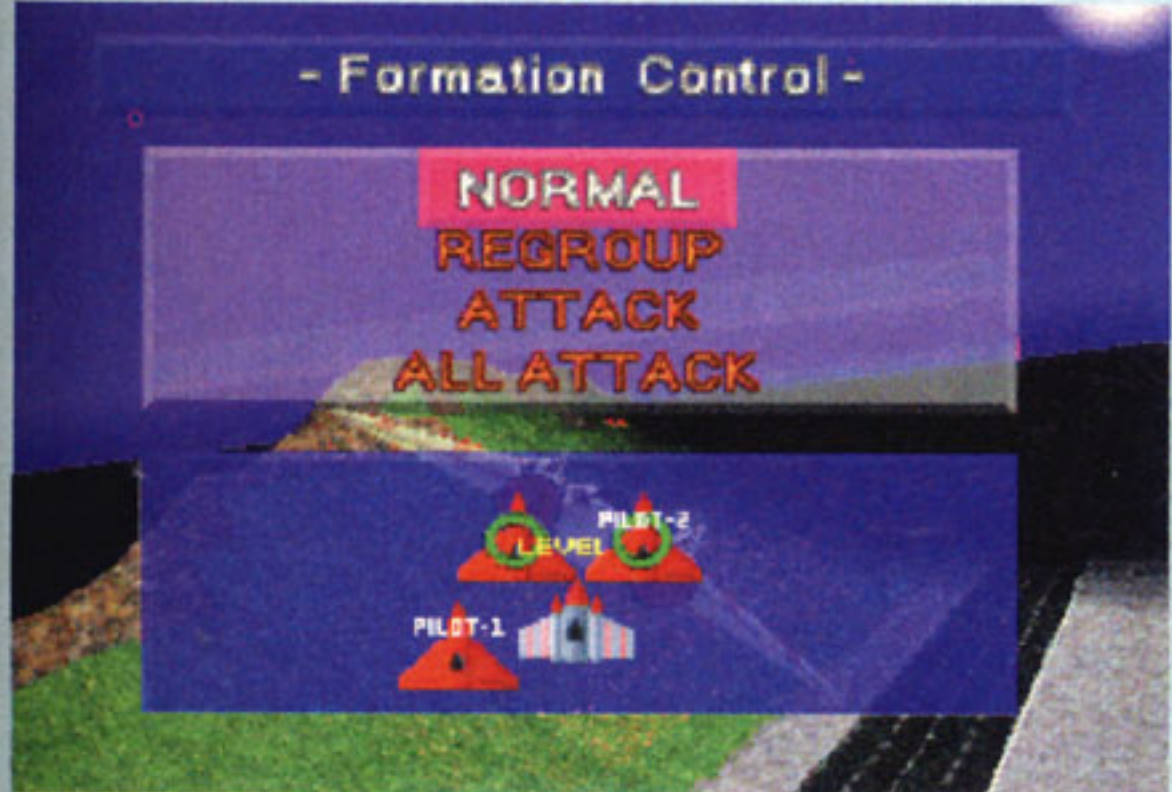 - Formation Control -
NORMAL
REGROUP
ATTACK
ALL ATTACK
PILOT-2
LEVEL
PILOT-1